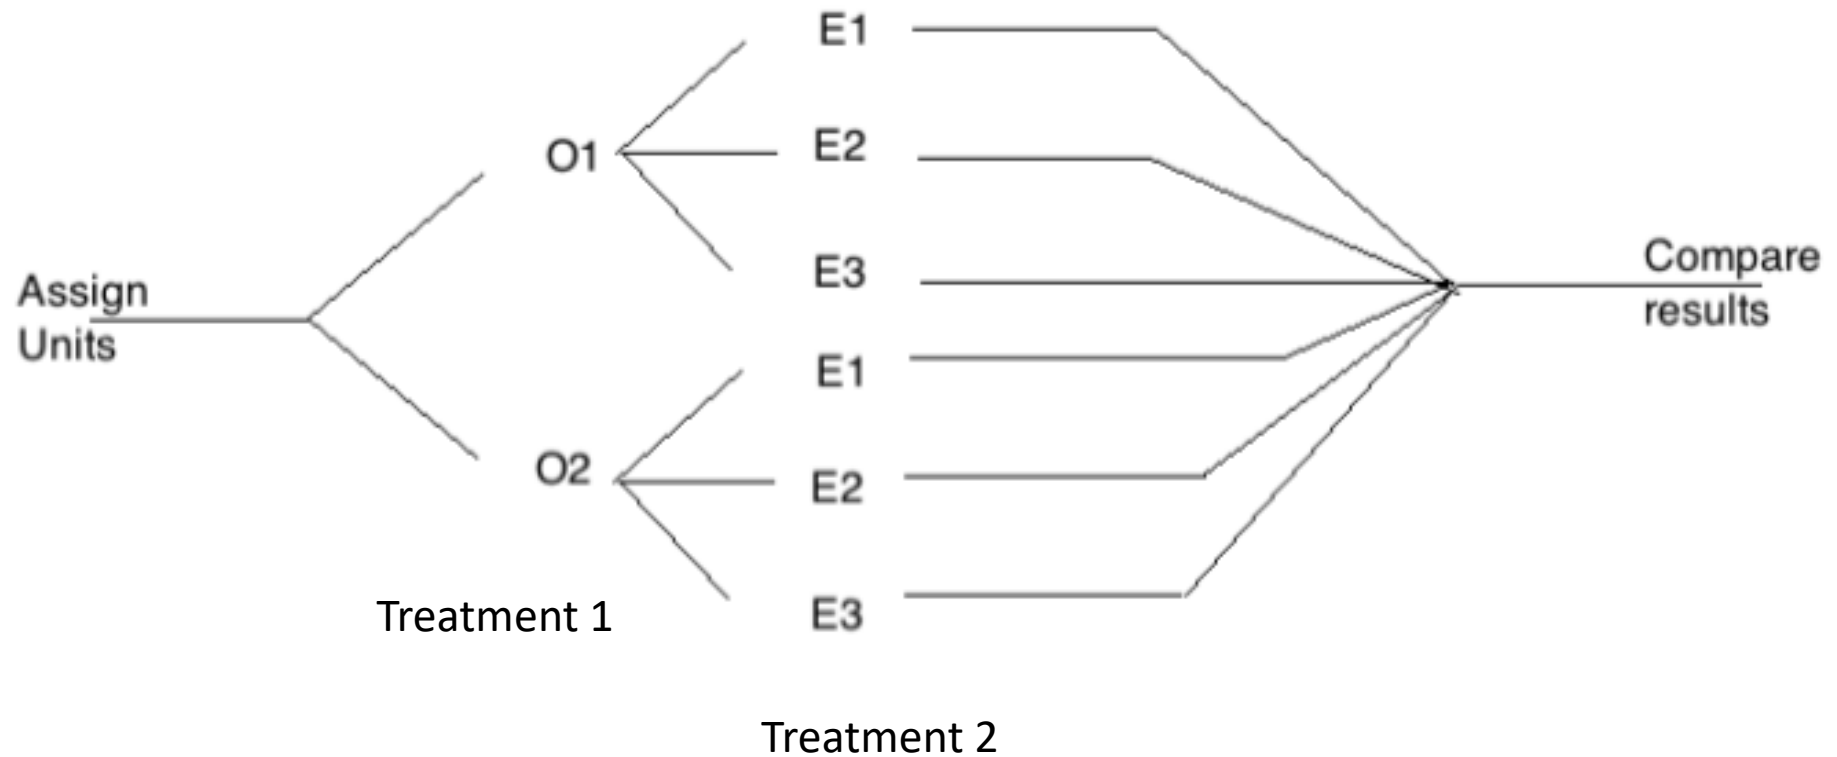 Assign
Units
O1
O2
E1
E2
E3
E1
E2
E3
Compare
results
Treatment 1
Treatment 2